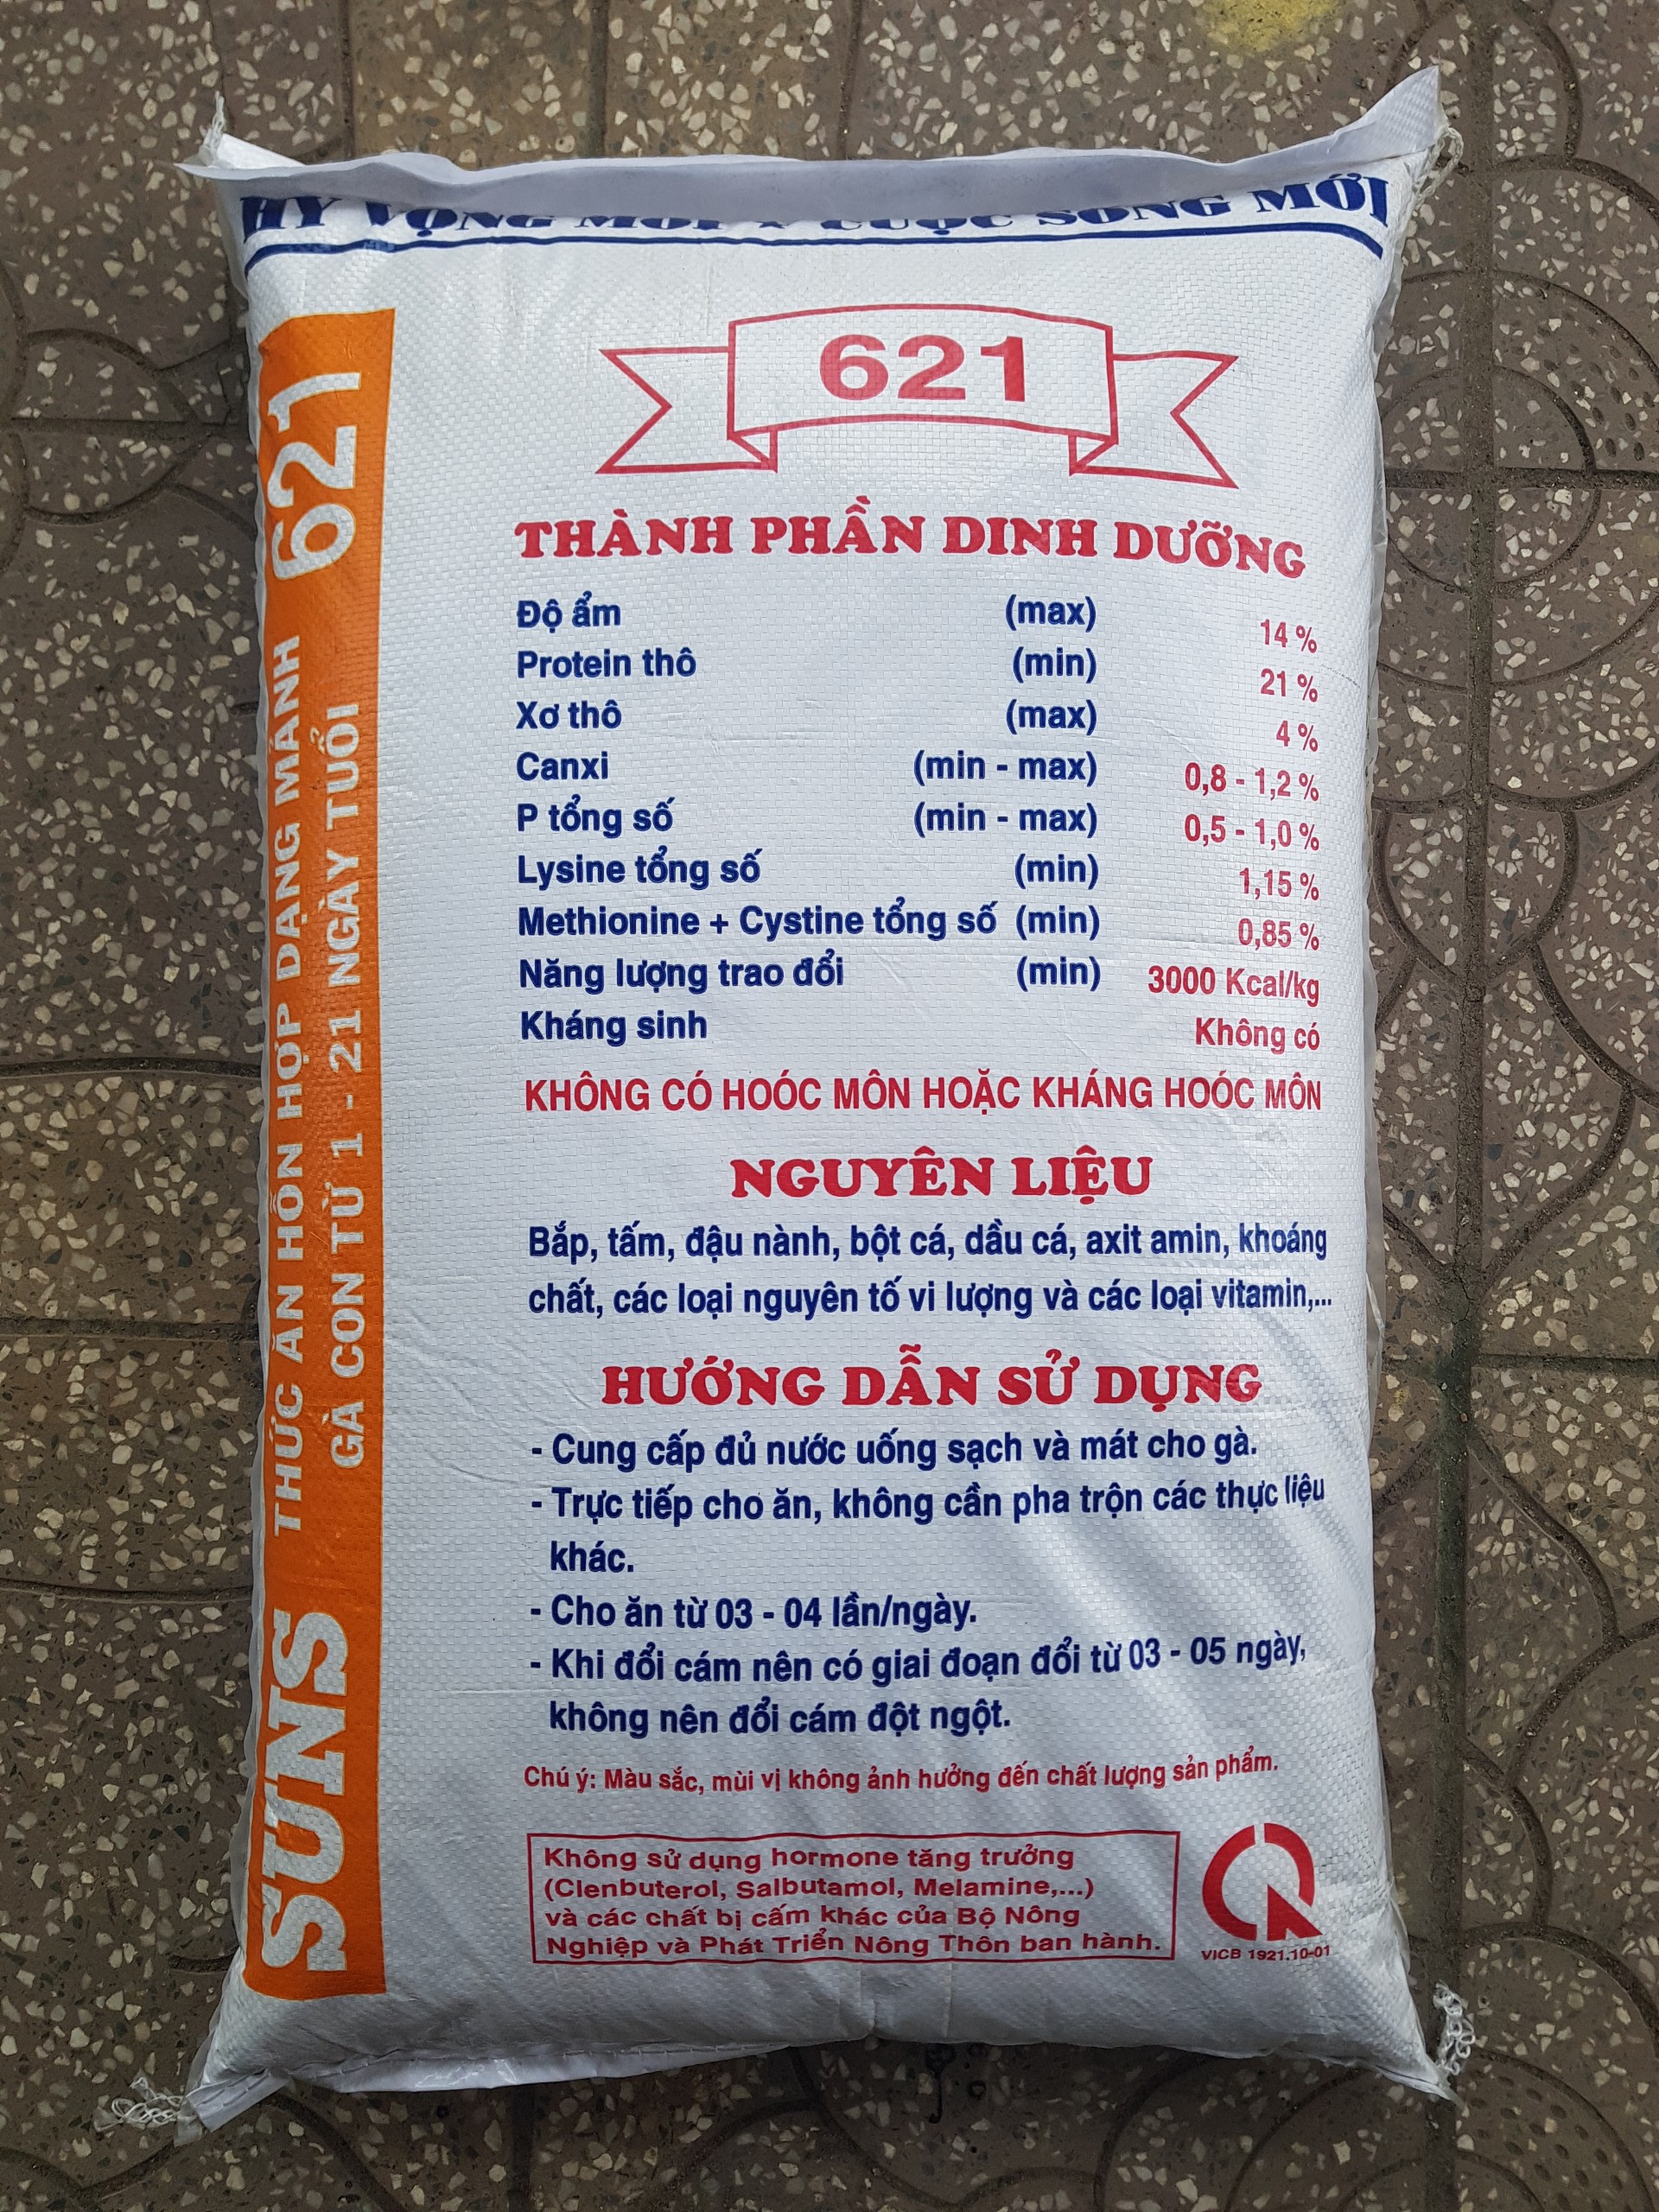 HY VỌNG MỚI ★ CUỘC SỐNG MỚI
621
THÀNH PHẦN DINH DƯỠNG
Độ ẩm (max) 14 %
Protein thô (min) 21 %
Xơ thô (max) 4 %
Canxi (min - max) 0,8 - 1,2 %
P tổng số (min - max) 0,5 - 1,0 %
Lysine tổng số (min) 1,15 %
Methionine + Cystine tổng số (min) 0,85 %
Năng lượng trao đổi (min) 3000 Kcal/kg
Kháng sinh Không có
KHÔNG CÓ HOÓC MÔN HOẶC KHÁNG HOÓC MÔN
NGUYÊN LIỆU
Bắp, tấm, đậu nành, bột cá, dầu cá, axit amin, khoáng
chất, các loại nguyên tố vi lượng và các loại vitamin,...
HƯỚNG DẪN SỬ DỤNG
- Cung cấp đủ nước uống sạch và mát cho gà.
- Trực tiếp cho ăn, không cần pha trộn các thực liệu
khác.
- Cho ăn từ 03 - 04 lần/ngày.
- Khi đổi cám nên có giai đoạn đổi từ 03 - 05 ngày,
không nên đổi cám đột ngột.
Chú ý: Màu sắc, mùi vị không ảnh hưởng đến chất lượng sản phẩm.
Không sử dụng hormone tăng trưởng
(Clenbuterol, Salbutamol, Melamine,...)
và các chất bị cấm khác của Bộ Nông
Nghiệp và Phát Triển Nông Thôn ban hành.
VICB 1921.10-01
SUNS THỨC ĂN HỖN HỢP DẠNG MẢNH 621
GÀ CON TỪ 1 - 21 NGÀY TUỔI